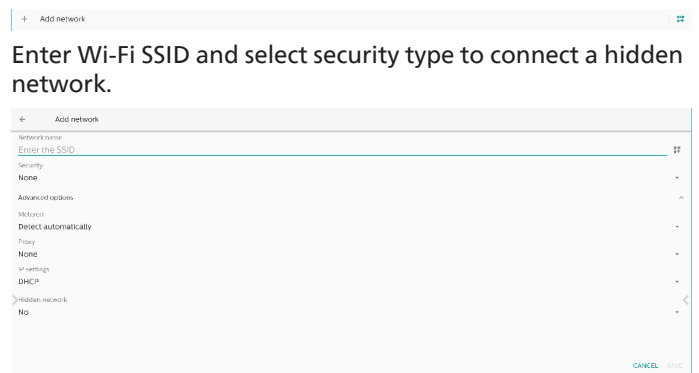 Add network
Enter Wi-Fi SSID and select security type to connect a hidden
network.
Add network
Network name
Enter the SSID
Security
None
Advanced options
Metered
Detect automatically
Proxy
None
IP settings
DHCP
Hidden network
No
CANCEL SAVE